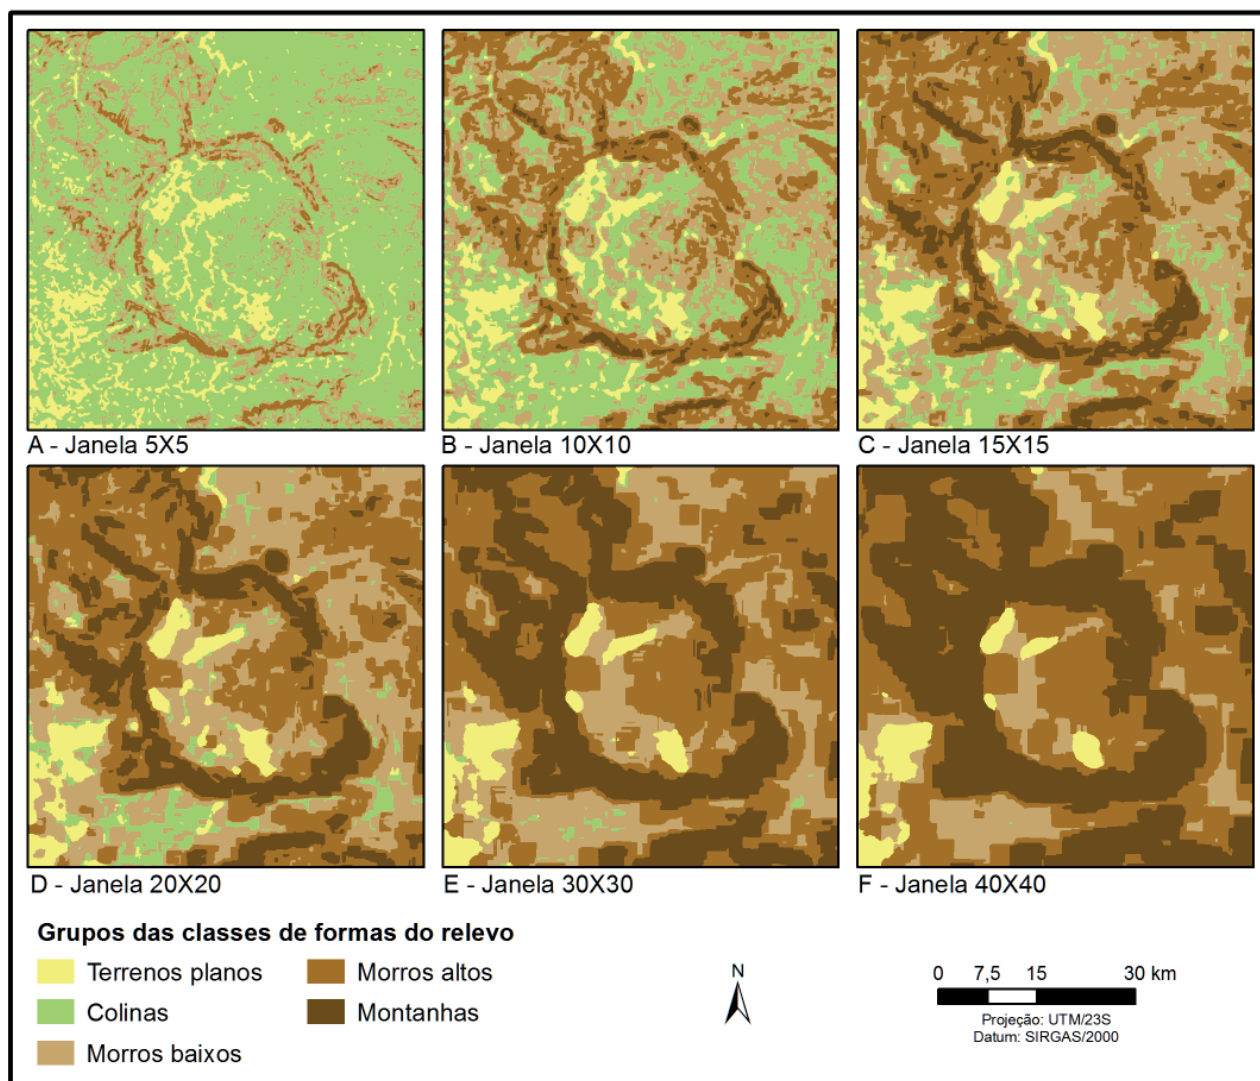 A - Janela 5X5
B - Janela 10X10
C - Janela 15X15
D - Janela 20X20
E - Janela 30X30
F - Janela 40X40
Grupos das classes de formas do relevo
Terrenos planos
Morros altos
Colinas
Montanhas
Morros baixos
N
0 7,5 15 30 km
Projeção: UTM/23S
Datum: SIRGAS/2000